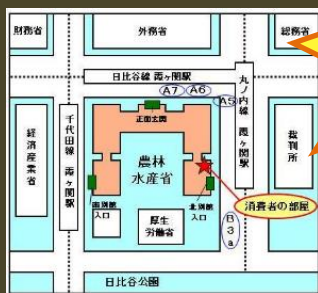 財務省
外務省
総務省
日比谷線 霞ヶ関駅
A7
A6
A5
丸ノ内線 霞ヶ関駅
千代田線 霞ヶ関駅
正面玄関
経済産業省
農林
水産省
裁判所
南別館
入口
北別館
入口
消費者の部屋
厚生
労働省
B3a
日比谷公園